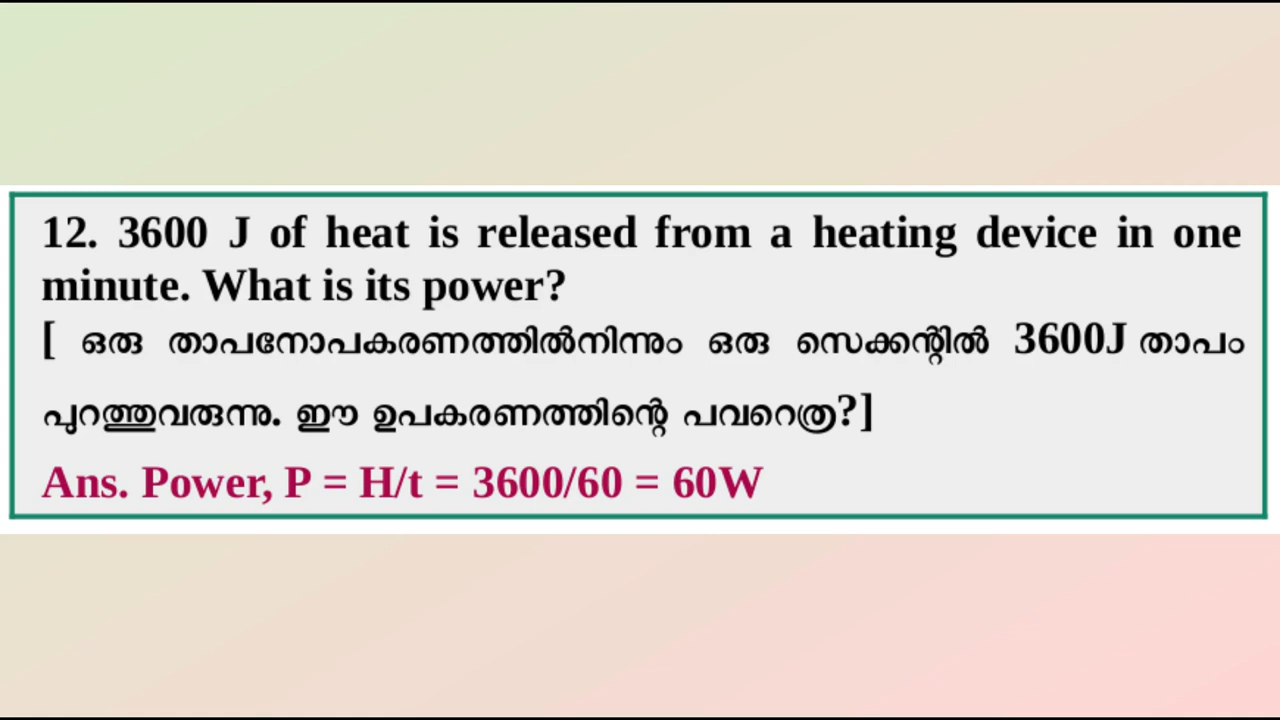 12. 3600 J of heat is released from a heating device in one
minute. What is its power?
[ ഒരു താപനോപകരണത്തിൽനിന്നും ഒരു സെക്കന്റിൽ 3600J താപം
പുറത്തുവരുന്നു. ഈ ഉപകരണത്തിന്റെ പവറെത്ര?]
Ans. Power, P = H/t = 3600/60 = 60W